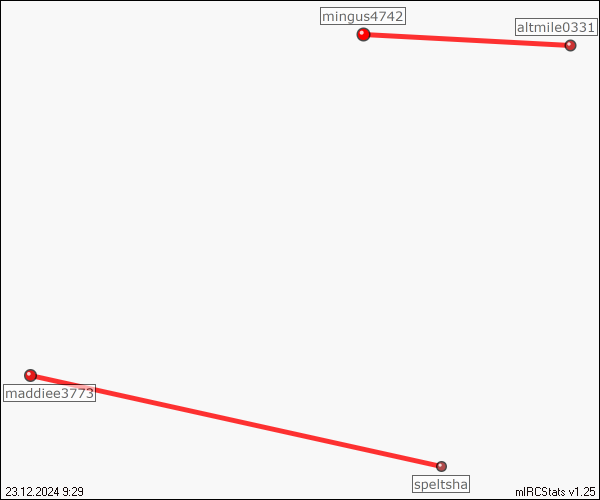 mingus4742
altmile0331
maddiee3773
speltsha
23.12.2024 9:29
mIRCStats v1.25